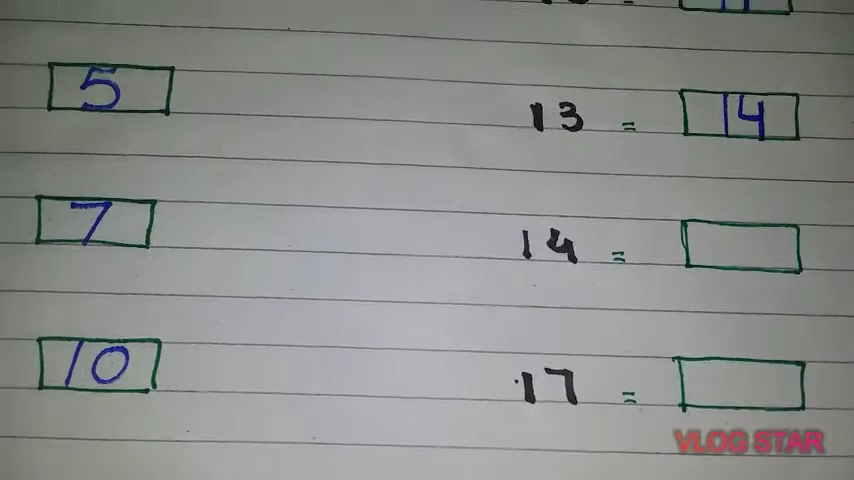 5
13 = 14
7
14 =
10
17 =
VLOG STAR